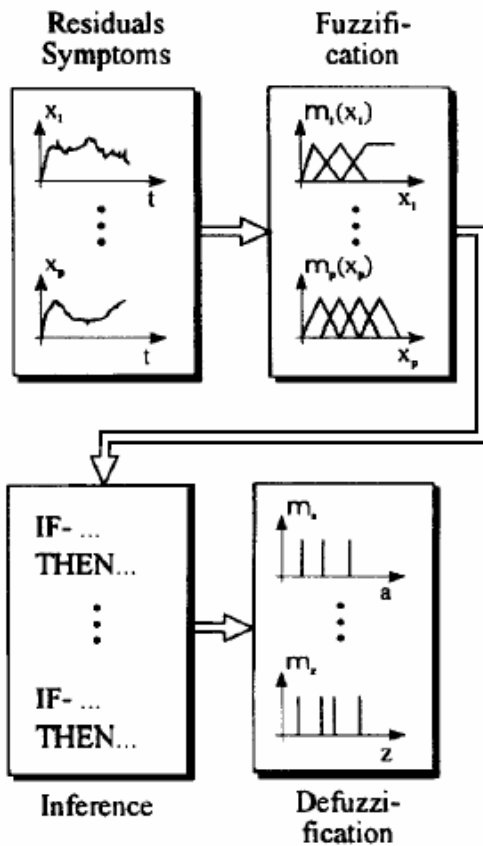 Residuals
Symptoms
Fuzzifi-
cation
x₁
t
xₚ
t
m₁(x₁)
x₁
mₚ(xₚ)
xₚ
IF- ...
THEN...
IF- ...
THEN...
Inference
mₐ
a
m_z
z
Defuzzi-
fication